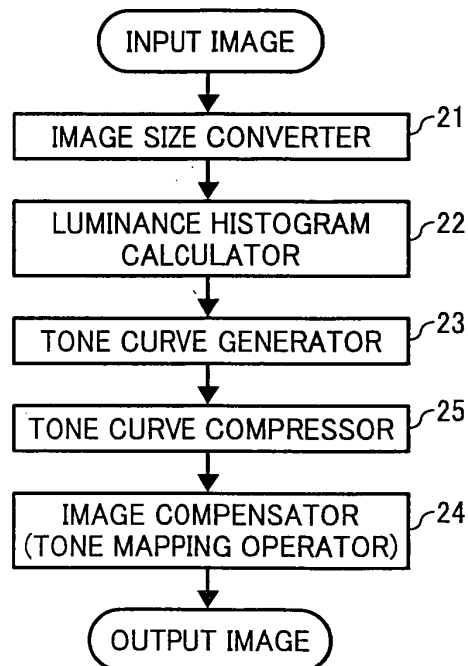 INPUT IMAGE
IMAGE SIZE CONVERTER
21
LUMINANCE HISTOGRAM
CALCULATOR
22
TONE CURVE GENERATOR
23
TONE CURVE COMPRESSOR
25
IMAGE COMPENSATOR
(TONE MAPPING OPERATOR)
24
OUTPUT IMAGE